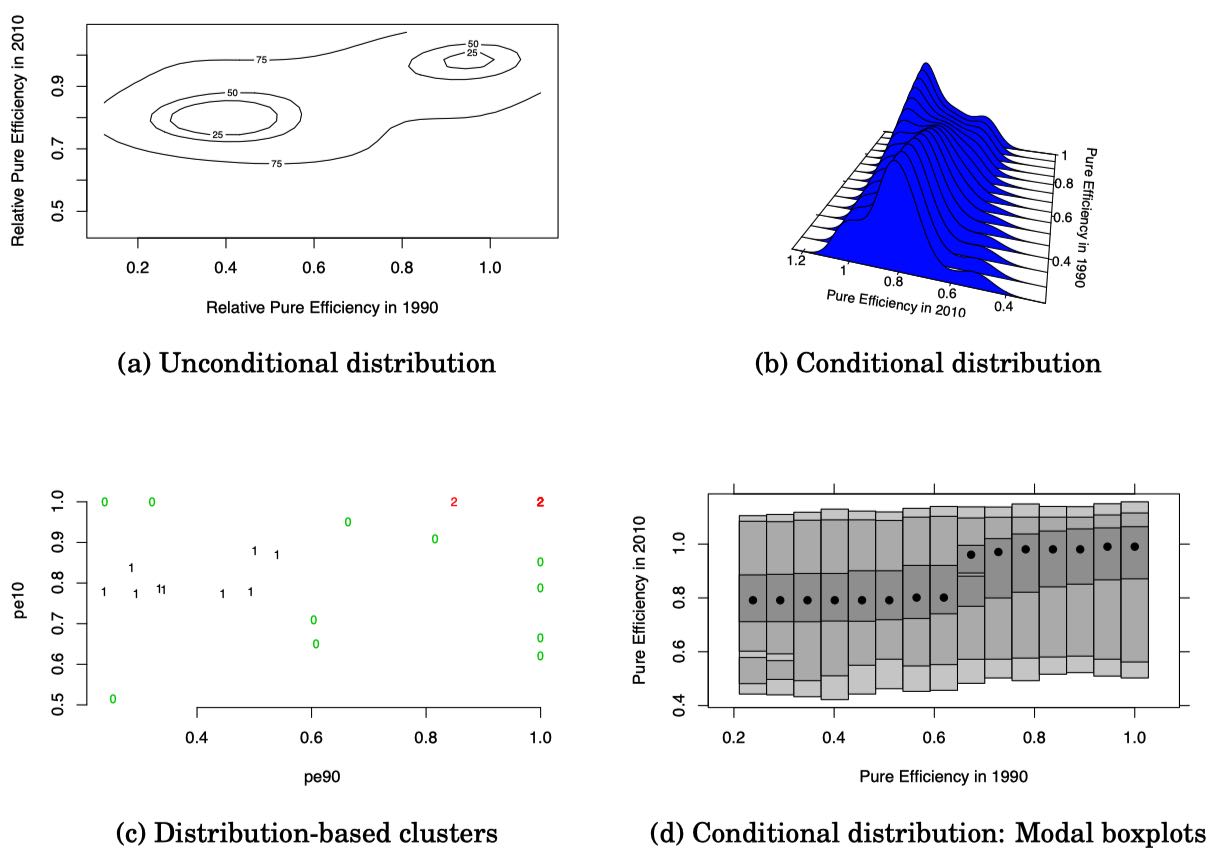 Relative Pure Efficiency in 2010
0.9
0.7
0.5
75
50
25
50
25
75
0.2 0.4 0.6 0.8 1.0
Relative Pure Efficiency in 1990
(a) Unconditional distribution
1
0.8
0.6
0.4
Pure Efficiency in 1990
1.2 1 0.8 0.6 0.4
Pure Efficiency in 2010
(b) Conditional distribution
pe10
1.0
0.9
0.8
0.7
0.6
0.5
0 0 2 2
0
0
1 1
0
1
1 1 11 1 1 0
0
0
0
0
0
0.4 0.6 0.8 1.0
pe90
(c) Distribution-based clusters
Pure Efficiency in 2010
1.0
0.8
0.6
0.4
0.2 0.4 0.6 0.8 1.0
Pure Efficiency in 1990
(d) Conditional distribution: Modal boxplots